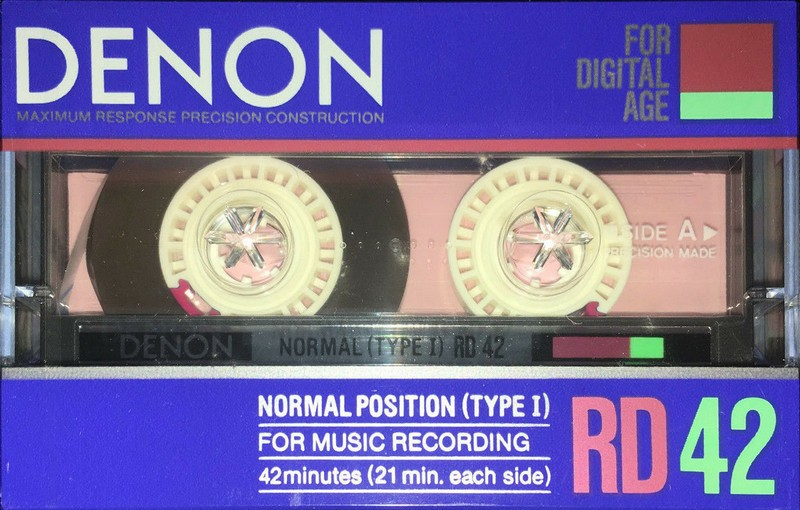 DENON
MAXIMUM RESPONSE PRECISION CONSTRUCTION
FOR
DIGITAL
AGE
SIDE A ▶
PRECISION MADE
DENON NORMAL (TYPE I) RD 42
NORMAL POSITION (TYPE I)
FOR MUSIC RECORDING
42minutes (21 min. each side)
RD 42